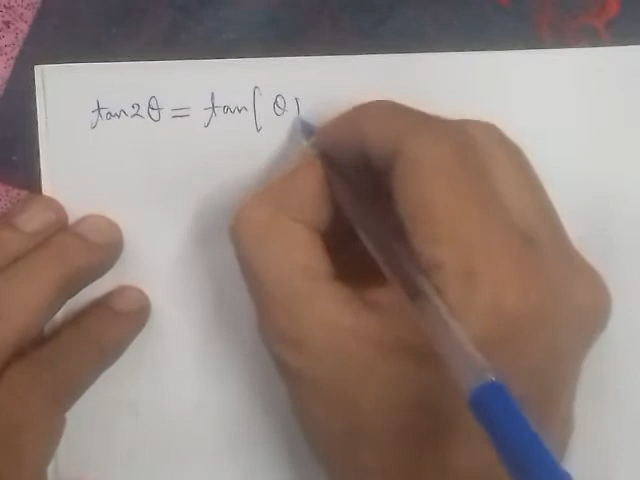 tan2θ = tan( θ